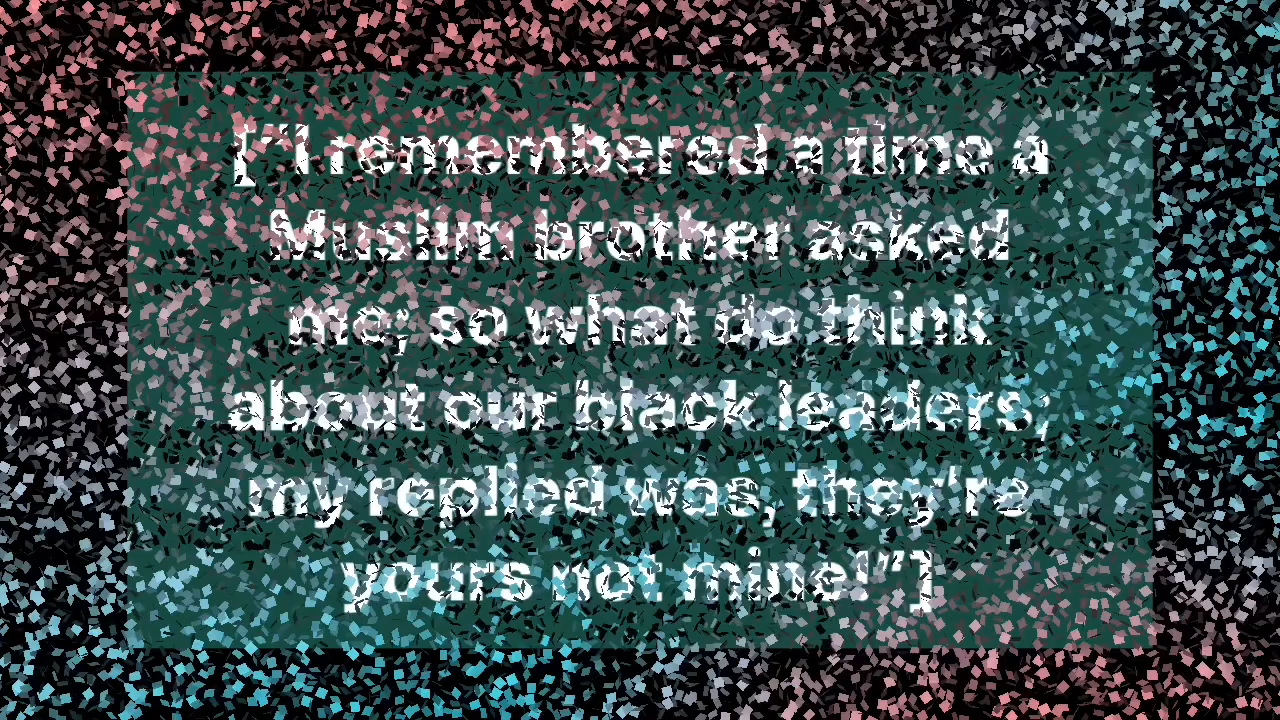 ["I remembered a time a
Muslim brother asked
me; so what do think
about our black leaders,
my replied was, they're
yours not mine!"]